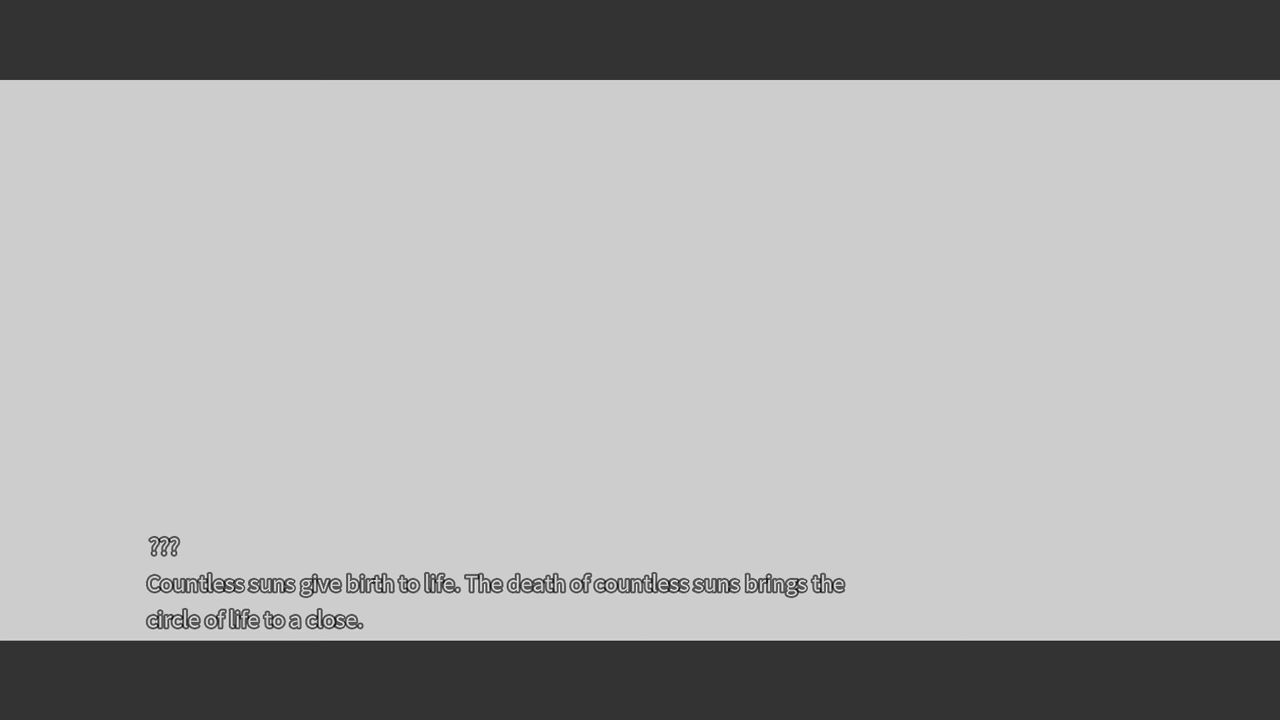 ???
Countless suns give birth to life. The death of countless suns brings the
circle of life to a close.